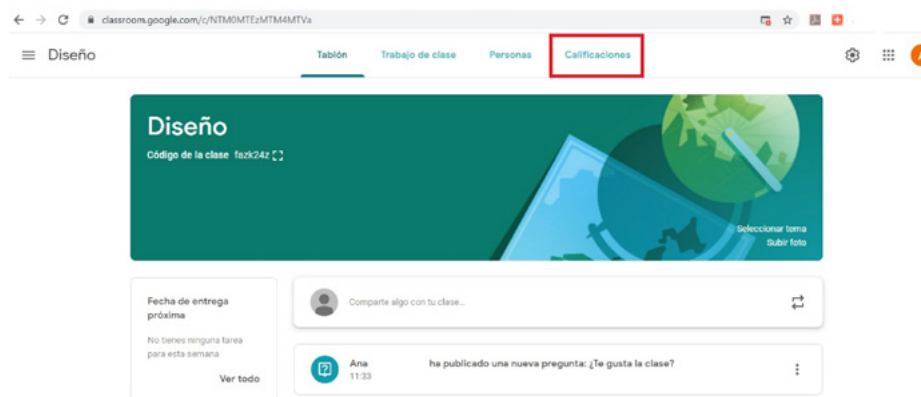 classroom.google.com/c/NTM0MTEzMTM4MTVa
Diseño
Tablón Trabajo de clase Personas Calificaciones
Diseño
Código de la clase fazk24z
Seleccionar tema
Subir foto
Fecha de entrega
próxima
No tienes ninguna tarea
para esta semana.
Ver todo
Comparte algo con tu clase...
Ana ha publicado una nueva pregunta: ¿Te gusta la clase?
11:33